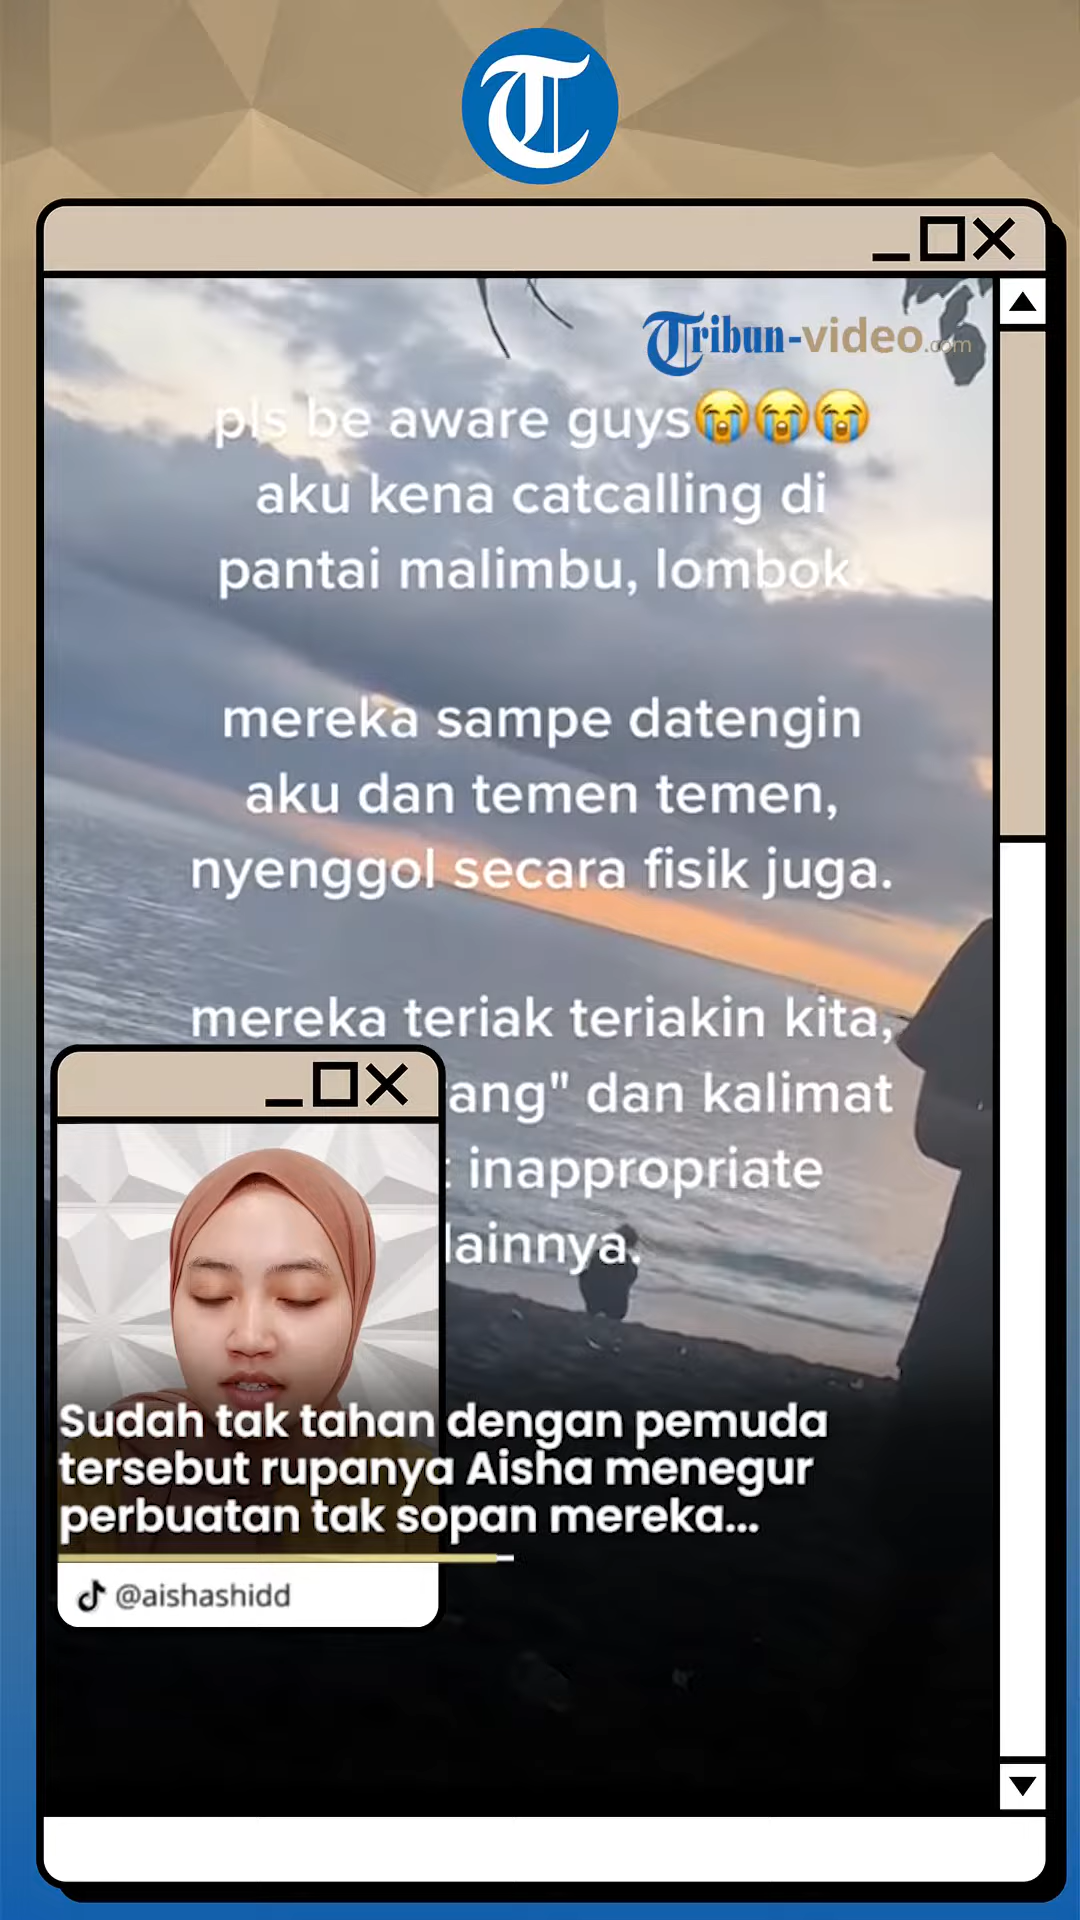 T
Tribun-video.com
pls be aware guys😭😭😭
aku kena catcalling di
pantai malimbu, lombok.
mereka sampe datengin
aku dan temen temen,
nyenggol secara fisik juga.
mereka teriak teriakin kita,
ang" dan kalimat
inappropriate
lainnya.
Sudah tak tahan dengan pemuda
tersebut rupanya Aisha menegur
perbuatan tak sopan mereka...
@aishashidd